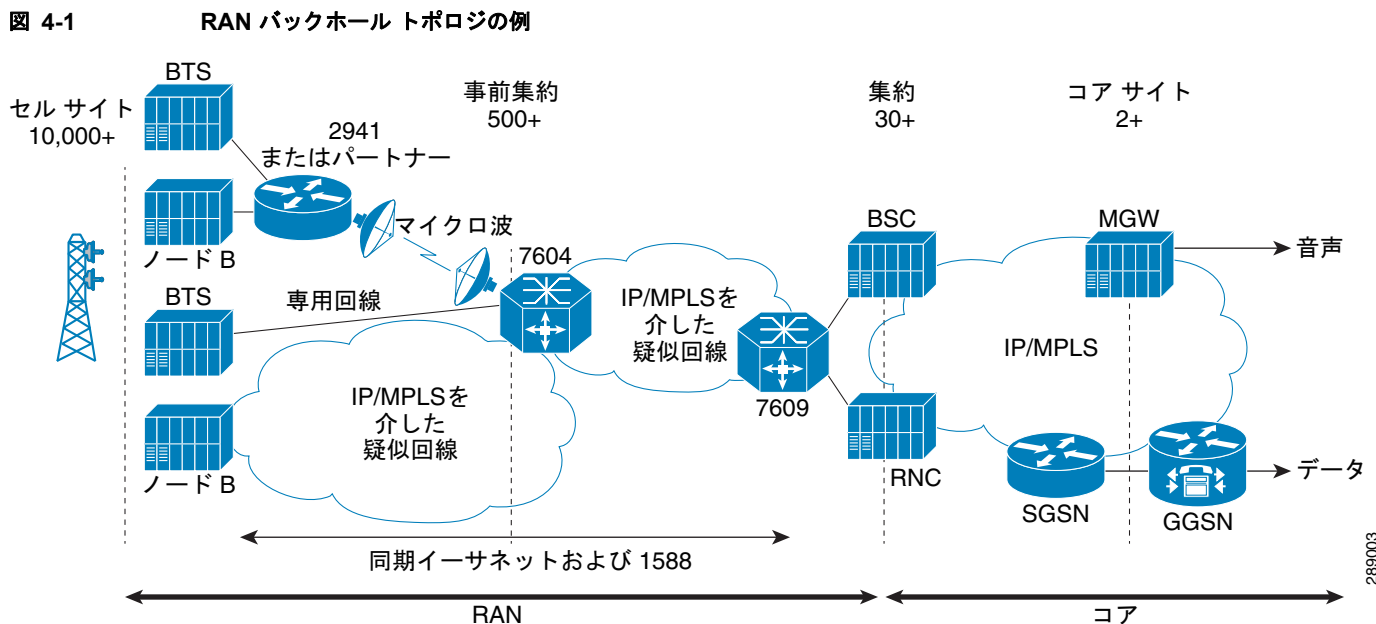 図 4-1 RAN バックホール トポロジの例
BTS
セル サイト
10,000+
事前集約
500+
集約
30+
コア サイト
2+
2941
またはパートナー
マイクロ波
ノード B
BTS
専用回線
7604
IP/MPLSを
介した
疑似回線
7609
BSC
MGW
音声
IP/MPLS
IP/MPLSを
介した
疑似回線
ノード B
RNC
SGSN
GGSN
データ
同期イーサネットおよび 1588
289003
RAN
コア